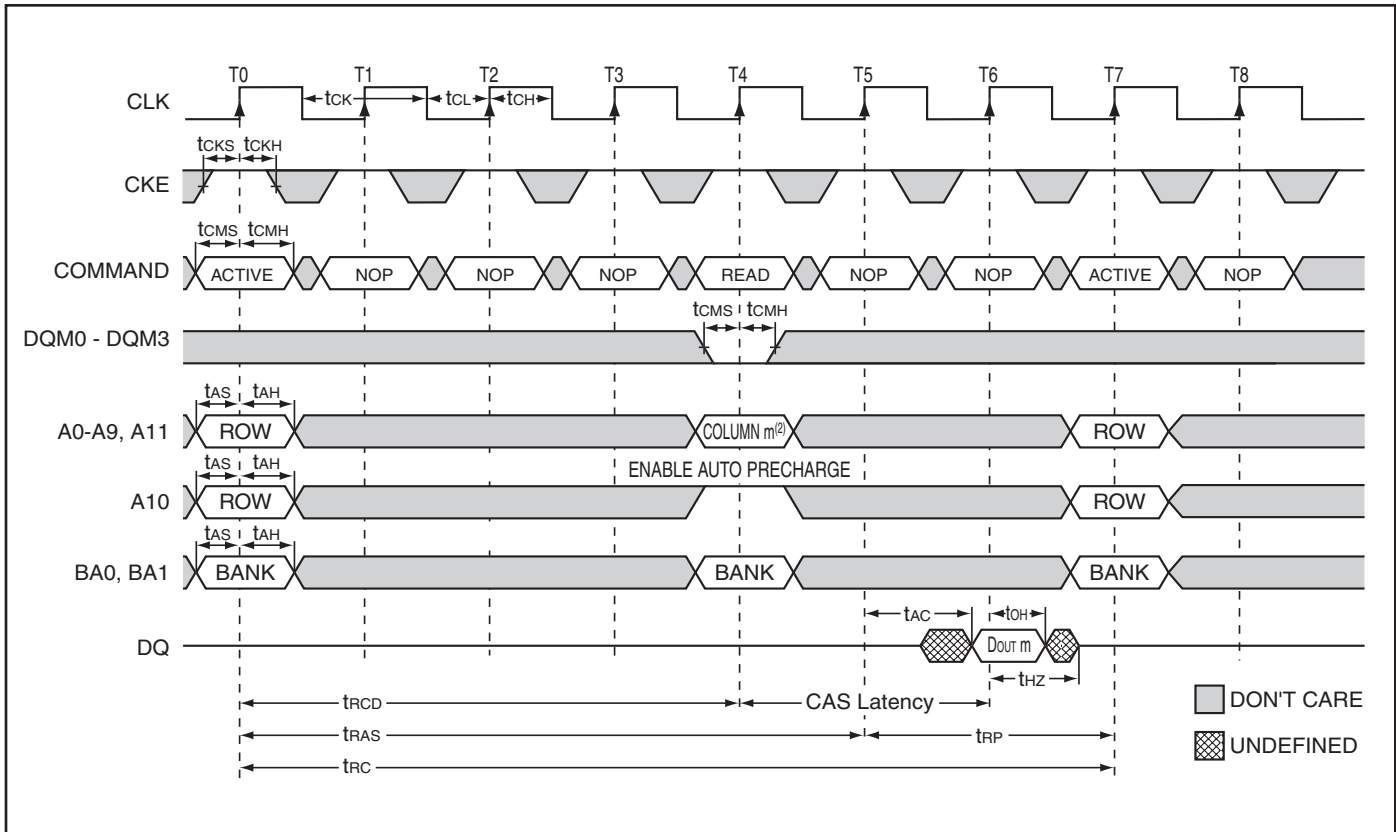 T0 T1 T2 T3 T4 T5 T6 T7 T8
CLK tCK tCL tCH
tCKS tCKH
CKE
tCMS tCMH
COMMAND ACTIVE NOP NOP NOP READ NOP NOP ACTIVE NOP
tCMS tCMH
DQM0 - DQM3
tAS tAH
A0-A9, A11 ROW COLUMN m(2) ROW
tAS tAH ENABLE AUTO PRECHARGE
A10 ROW ROW
tAS tAH
BA0, BA1 BANK BANK BANK
tAC tOH
DQ DOUT m
tHZ
tRCD CAS Latency DON'T CARE
tRAS tRP UNDEFINED
tRC